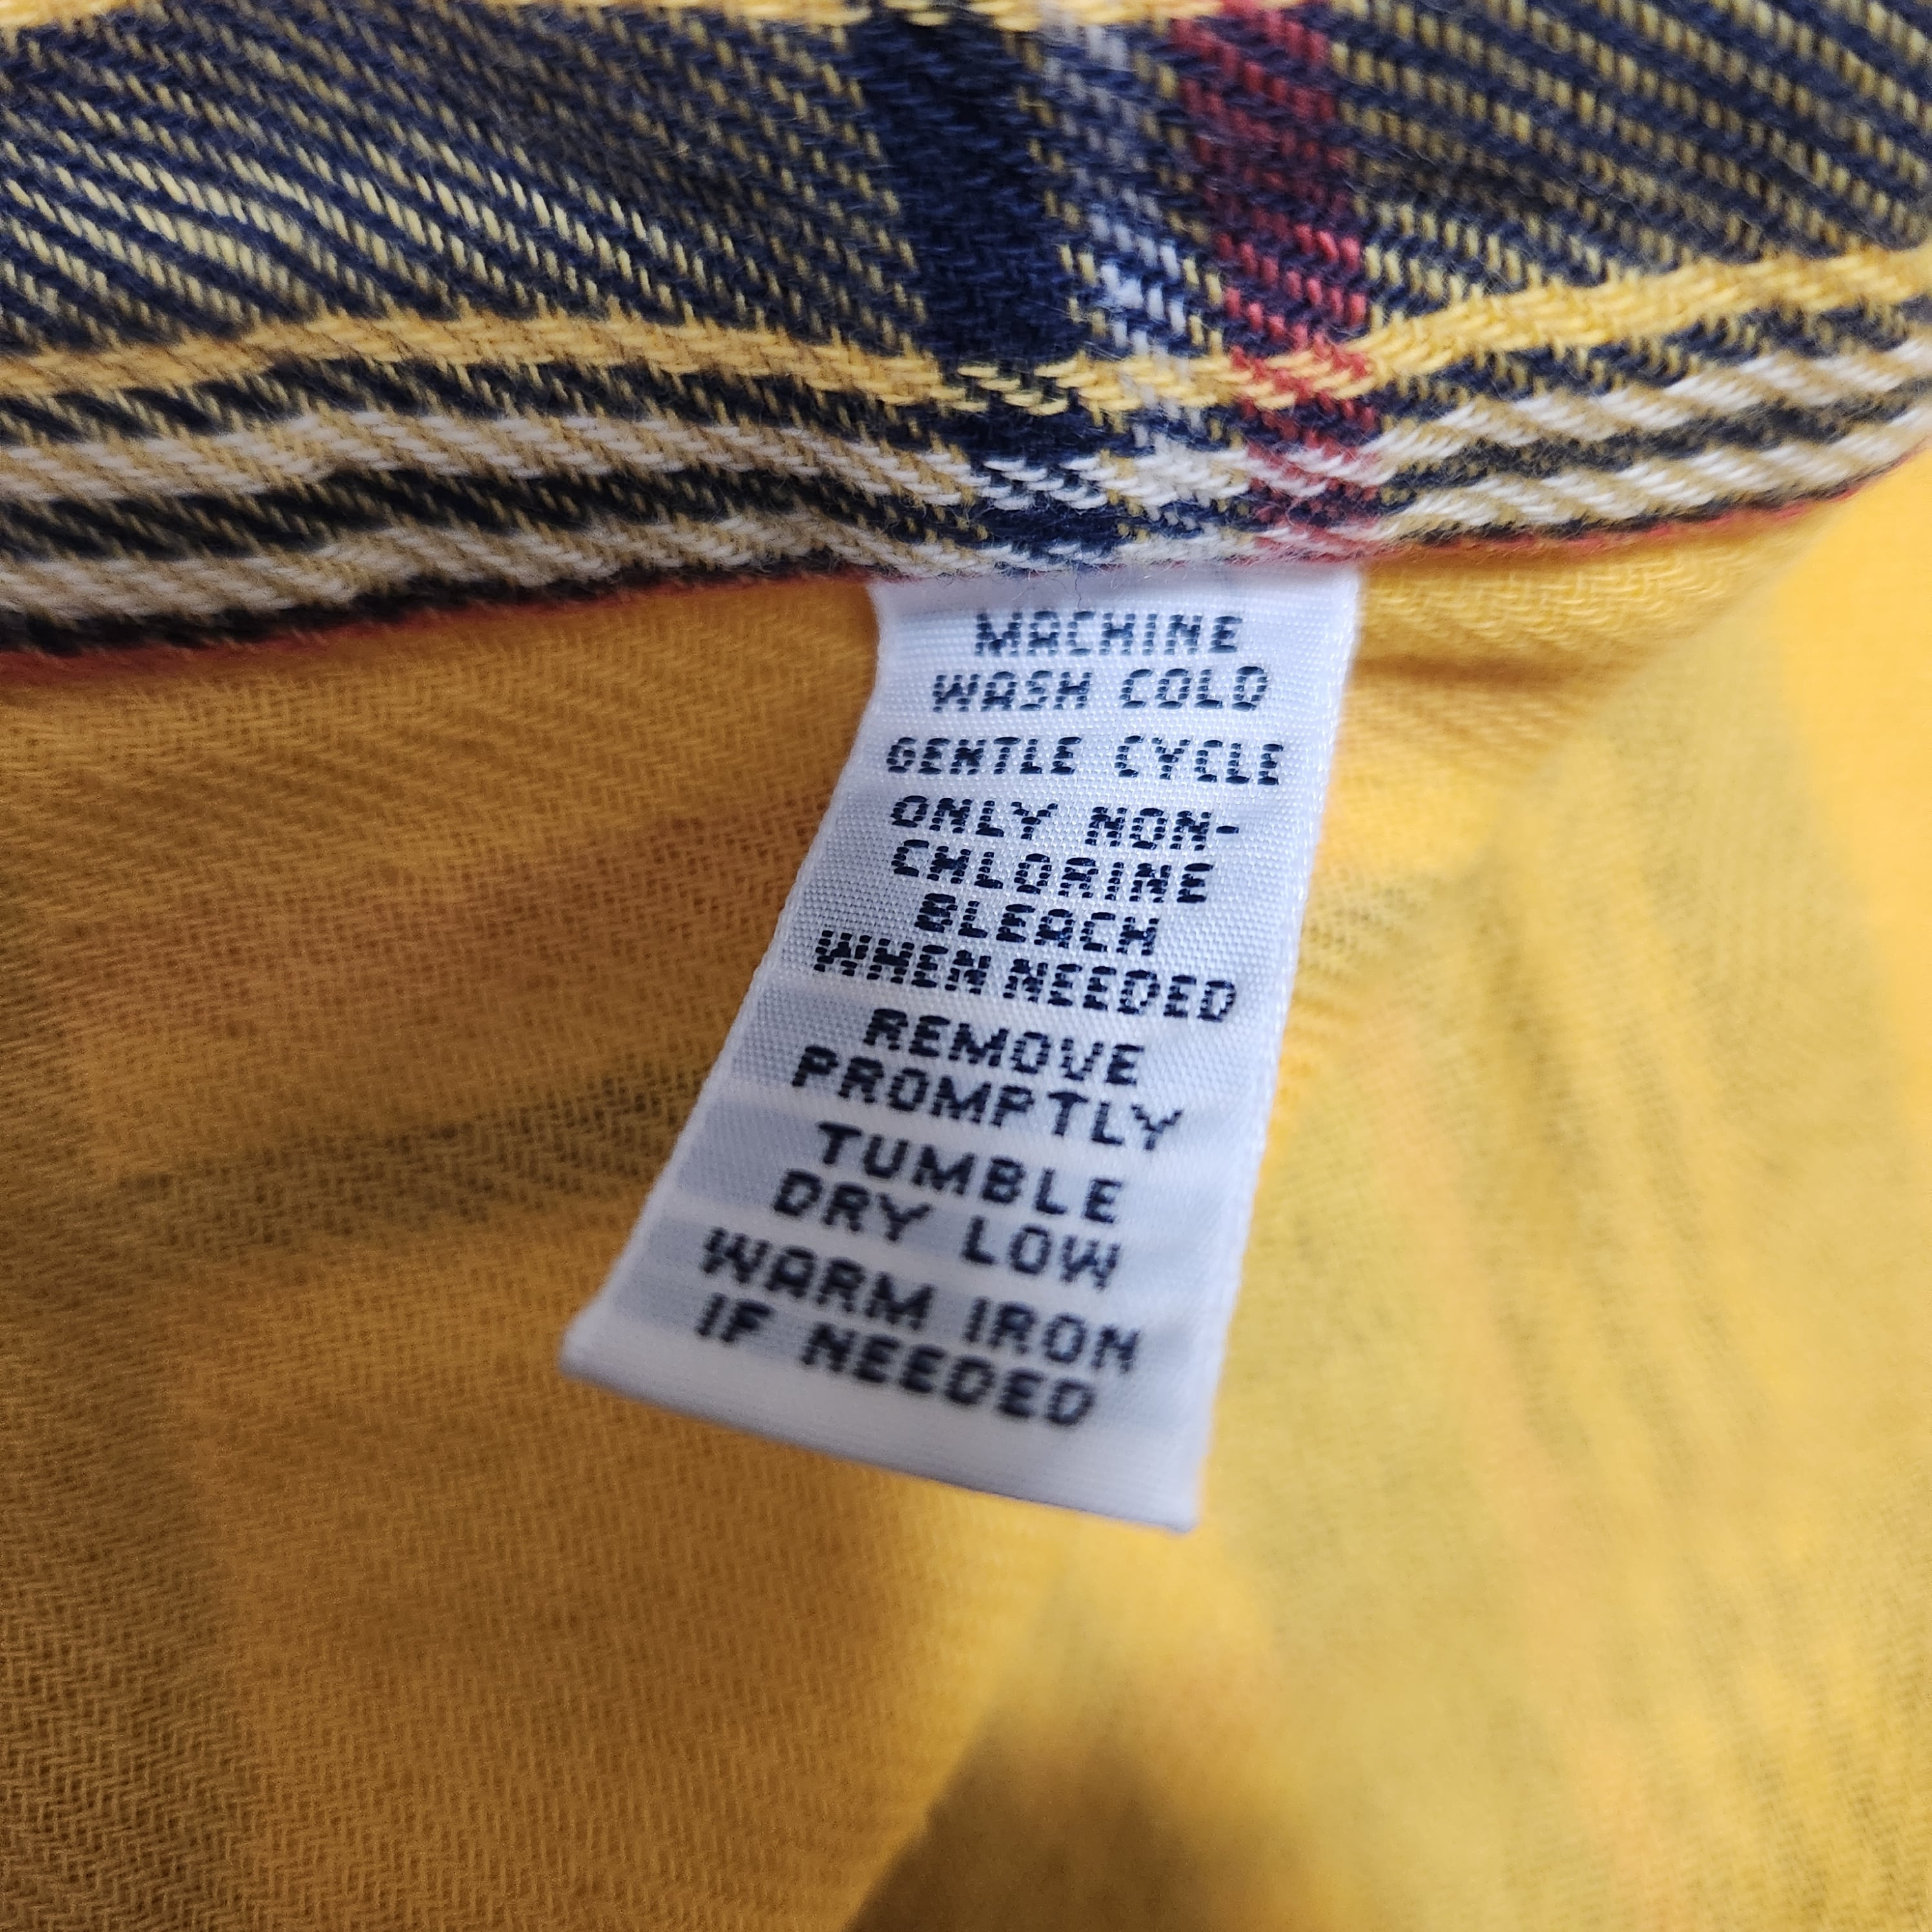 MACHINE
WASH COLD
GENTLE CYCLE
ONLY NON-
CHLORINE
BLEACH
WHEN NEEDED
REMOVE
PROMPTLY
TUMBLE
DRY LOW
WARM IRON
IF NEEDED